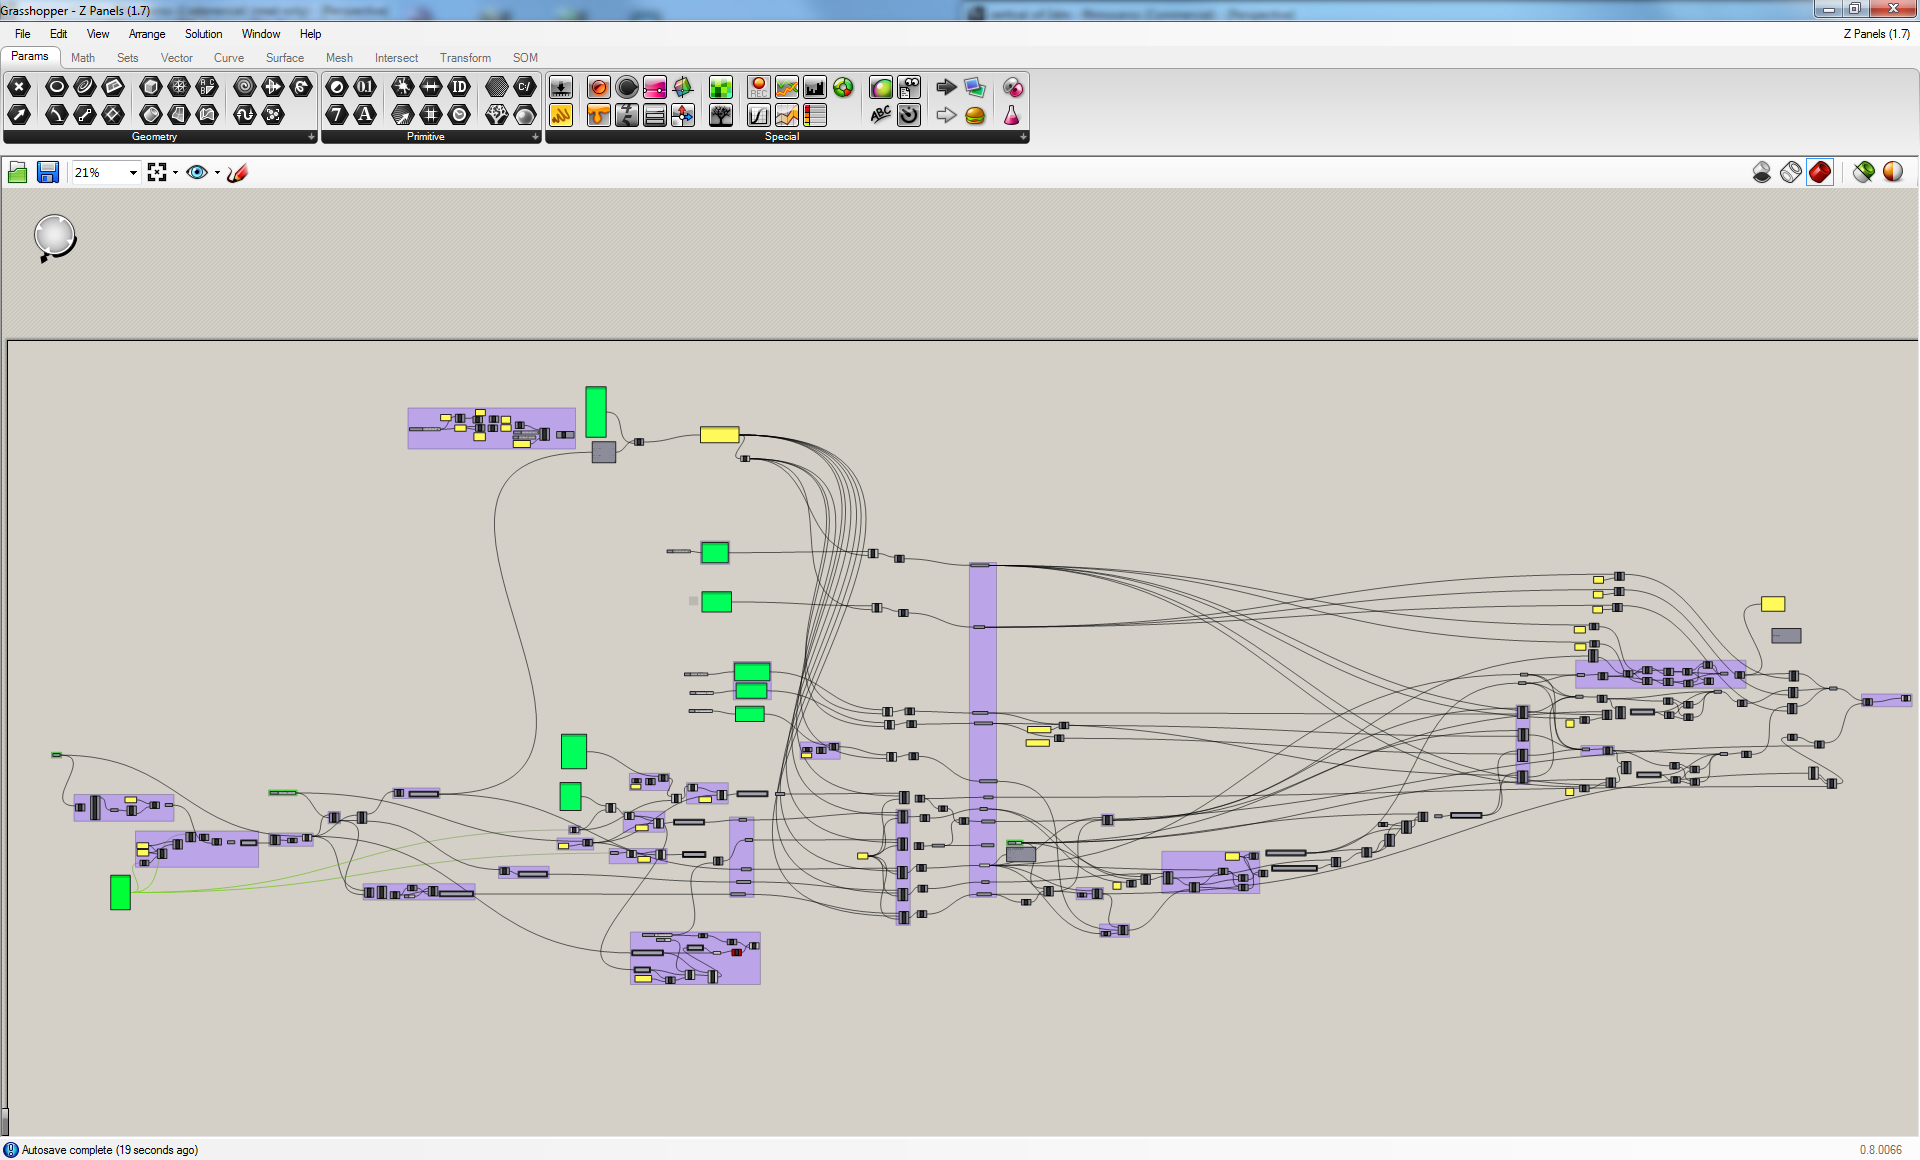 Grasshopper - Z Panels (1.7)
File Edit View Arrange Solution Window Help
Z Panels (1.7)
Params Math Sets Vector Curve Surface Mesh Intersect Transform SOM
Geometry
Primitive
Special
21%
Autosave complete (19 seconds ago)
0.8.0066